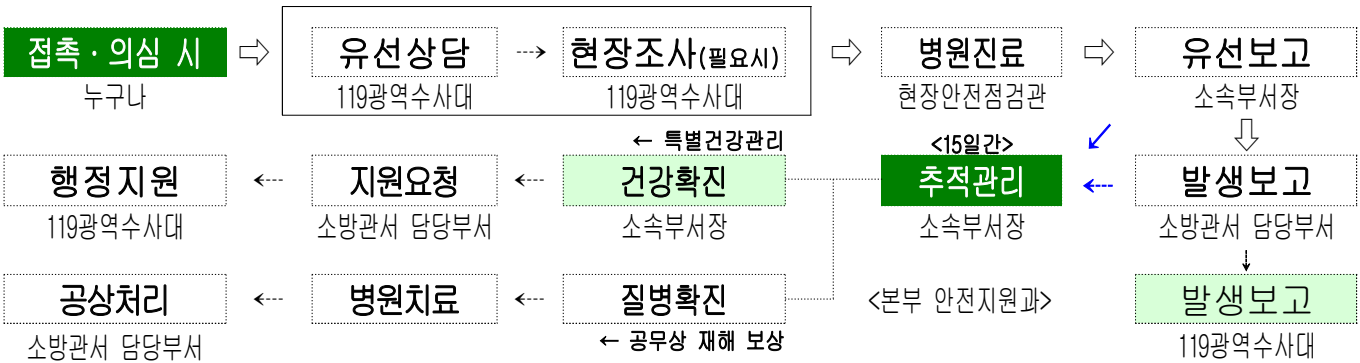 접촉·의심 시
유선상담
현장조사(필요시)
병원진료
유선보고
누구나
119광역수사대
119광역수사대
현장안전점검관
소속부서장
← 특별건강관리
<15일간>
행정지원
지원요청
건강확진
추적관리
발생보고
119광역수사대
소방관서 담당부서
소속부서장
소속부서장
소방관서 담당부서
공상처리
병원치료
질병확진
<본부 안전지원과>
발생보고
소방관서 담당부서
← 공무상 재해 보상
119광역수사대